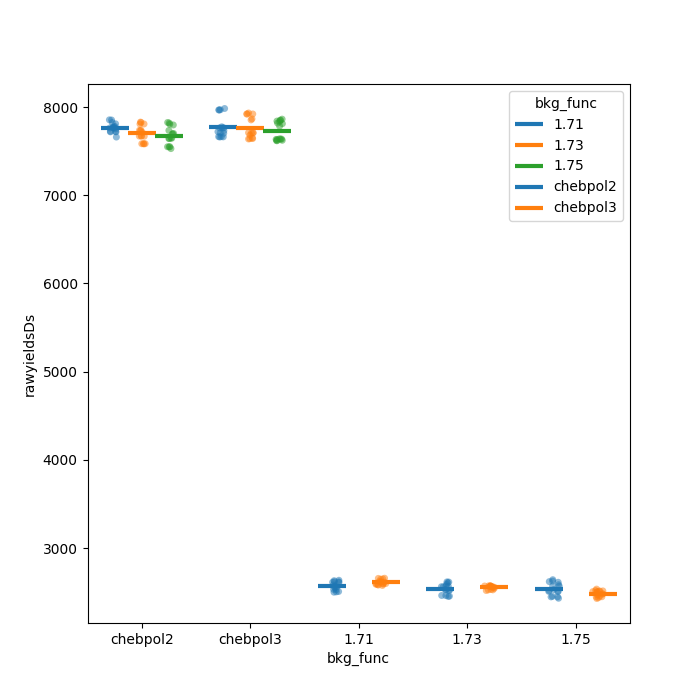 bkg_func
1.71
1.73
1.75
chebpol2
chebpol3
8000
7000
6000
5000
4000
3000
rawyieldsDs
chebpol2 chebpol3 1.71 1.73 1.75
bkg_func